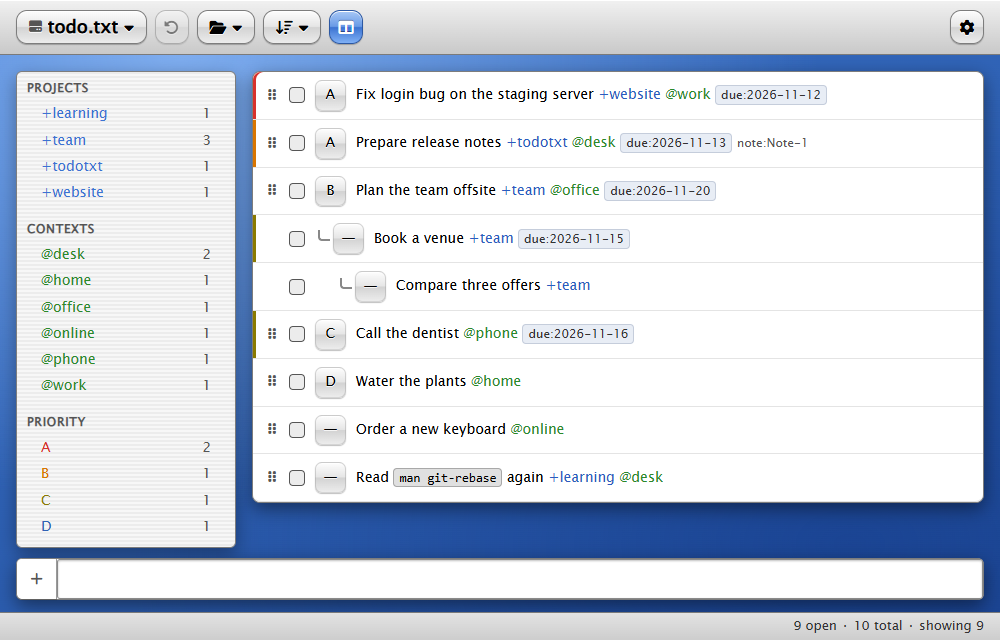 todo.txt
PROJECTS
+learning 1
+team 3
+todotxt 1
+website 1
CONTEXTS
@desk 2
@home 1
@office 1
@online 1
@phone 1
@work 1
PRIORITY
A 2
B 1
C 1
D 1
A Fix login bug on the staging server +website @work due:2026-11-12
A Prepare release notes +todotxt @desk due:2026-11-13 note:Note-1
B Plan the team offsite +team @office due:2026-11-20
— Book a venue +team due:2026-11-15
— Compare three offers +team
C Call the dentist @phone due:2026-11-16
D Water the plants @home
— Order a new keyboard @online
— Read man git-rebase again +learning @desk
+
9 open · 10 total · showing 9